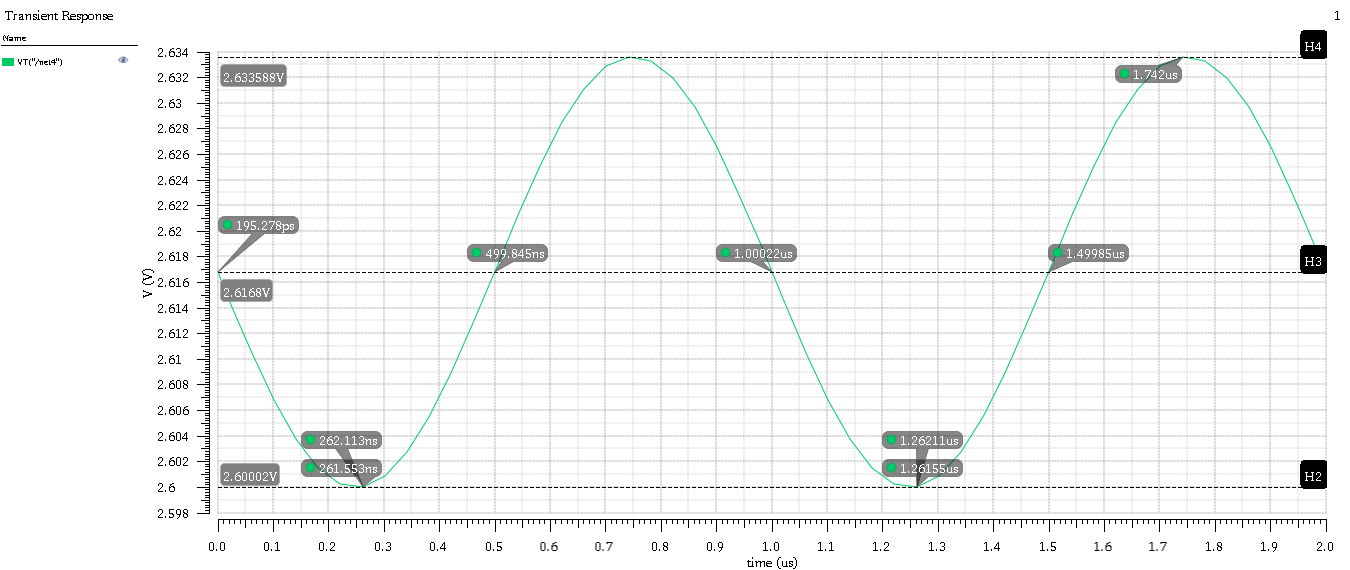 Transient Response
1
Name
VT("/net4")
H4
2.634
2.633588V
2.632
1.742us
2.63
2.628
2.626
2.624
2.622
195.278ps
2.62
499.845ns
1.00022us
1.49985us
2.618
H3
V (V)
2.616
2.6168V
2.614
2.612
2.61
2.608
2.606
2.604
262.113ns
1.26211us
2.602
261.553ns
1.26155us
2.60002V
H2
2.6
2.598
0.0 0.1 0.2 0.3 0.4 0.5 0.6 0.7 0.8 0.9 1.0 1.1 1.2 1.3 1.4 1.5 1.6 1.7 1.8 1.9 2.0
time (us)